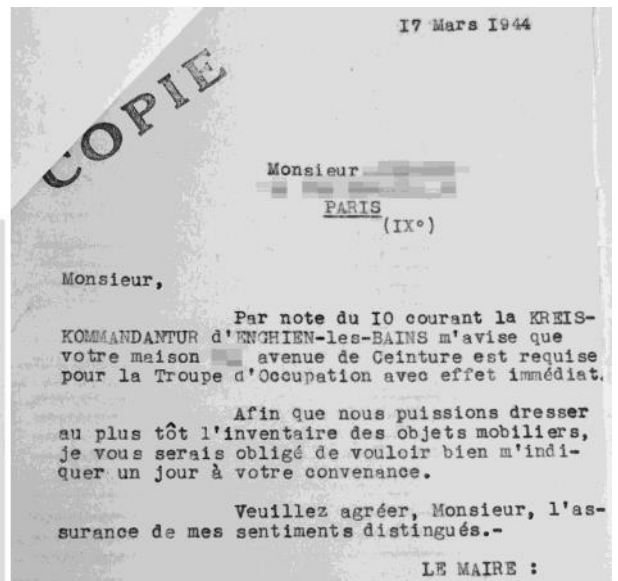 17 Mars 1944
COPIE
Monsieur
PARIS
(IX°)
Monsieur,
Par note du IO courant la KREIS-
KOMMANDANTUR d'ENGHIEN-les-BAINS m'avise que
votre maison avenue de Ceinture est requise
pour la Troupe d'Occupation avec effet immédiat.
Afin que nous puissions dresser
au plus tôt l'inventaire des objets mobiliers,
je vous serais obligé de vouloir bien m'indi-
quer un jour à votre convenance.
Veuillez agréer, Monsieur, l'as-
surance de mes sentiments distingués.-
LE MAIRE :